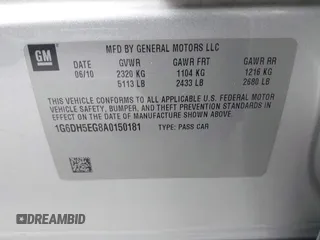 GM
MFD BY GENERAL MOTORS LLC
DATE GVWR GAWR FRT GAWR RR
06/10 2320 KG 1104 KG 1216 KG
5113 LB 2433 LB 2680 LB
THIS VEHICLE CONFORMS TO ALL APPLICABLE U.S. FEDERAL MOTOR
VEHICLE SAFETY, BUMPER, AND THEFT PREVENTION STANDARDS IN
EFFECT ON THE DATE OF MANUFACTURE SHOWN ABOVE.
1G6DH5EG8A0150181 TYPE: PASS CAR
DREAMBID